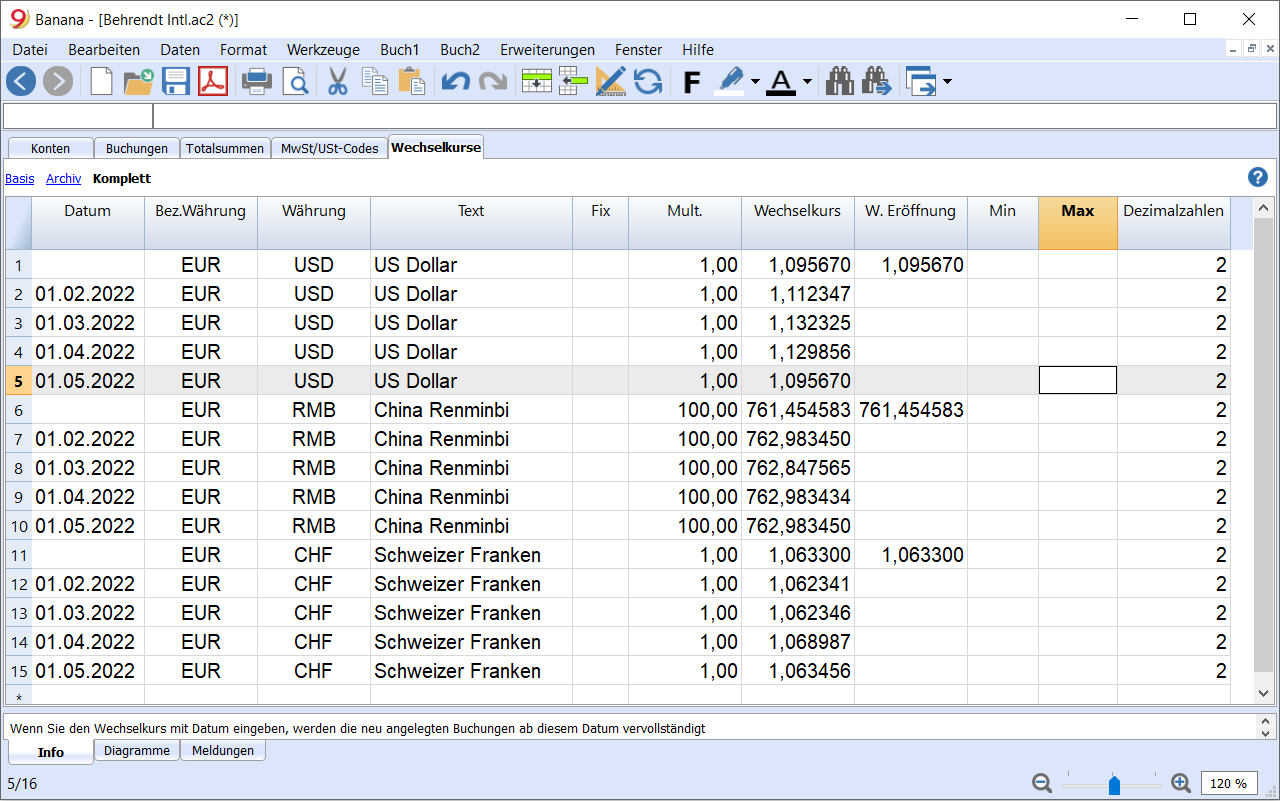 Banana - [Behrendt Intl.ac2 (*)]
Datei Bearbeiten Daten Format Werkzeuge Buch1 Buch2 Erweiterungen Fenster Hilfe
F A
Konten Buchungen Totalsummen MwSt/USt-Codes Wechselkurse
Basis Archiv Komplett ?
Datum Bez.Währung Währung Text Fix Mult. Wechselkurs W. Eröffnung Min Max Dezimalzahlen
1 EUR USD US Dollar 1,00 1,095670 1,095670 2
2 01.02.2022 EUR USD US Dollar 1,00 1,112347 2
3 01.03.2022 EUR USD US Dollar 1,00 1,132325 2
4 01.04.2022 EUR USD US Dollar 1,00 1,129856 2
5 01.05.2022 EUR USD US Dollar 1,00 1,095670 2
6 EUR RMB China Renminbi 100,00 761,454583 761,454583 2
7 01.02.2022 EUR RMB China Renminbi 100,00 762,983450 2
8 01.03.2022 EUR RMB China Renminbi 100,00 762,847565 2
9 01.04.2022 EUR RMB China Renminbi 100,00 762,983434 2
10 01.05.2022 EUR RMB China Renminbi 100,00 762,983450 2
11 EUR CHF Schweizer Franken 1,00 1,063300 1,063300 2
12 01.02.2022 EUR CHF Schweizer Franken 1,00 1,062341 2
13 01.03.2022 EUR CHF Schweizer Franken 1,00 1,062346 2
14 01.04.2022 EUR CHF Schweizer Franken 1,00 1,068987 2
15 01.05.2022 EUR CHF Schweizer Franken 1,00 1,063456 2
*
Wenn Sie den Wechselkurs mit Datum eingeben, werden die neu angelegten Buchungen ab diesem Datum vervollständigt
Info Diagramme Meldungen
5/16 120 %